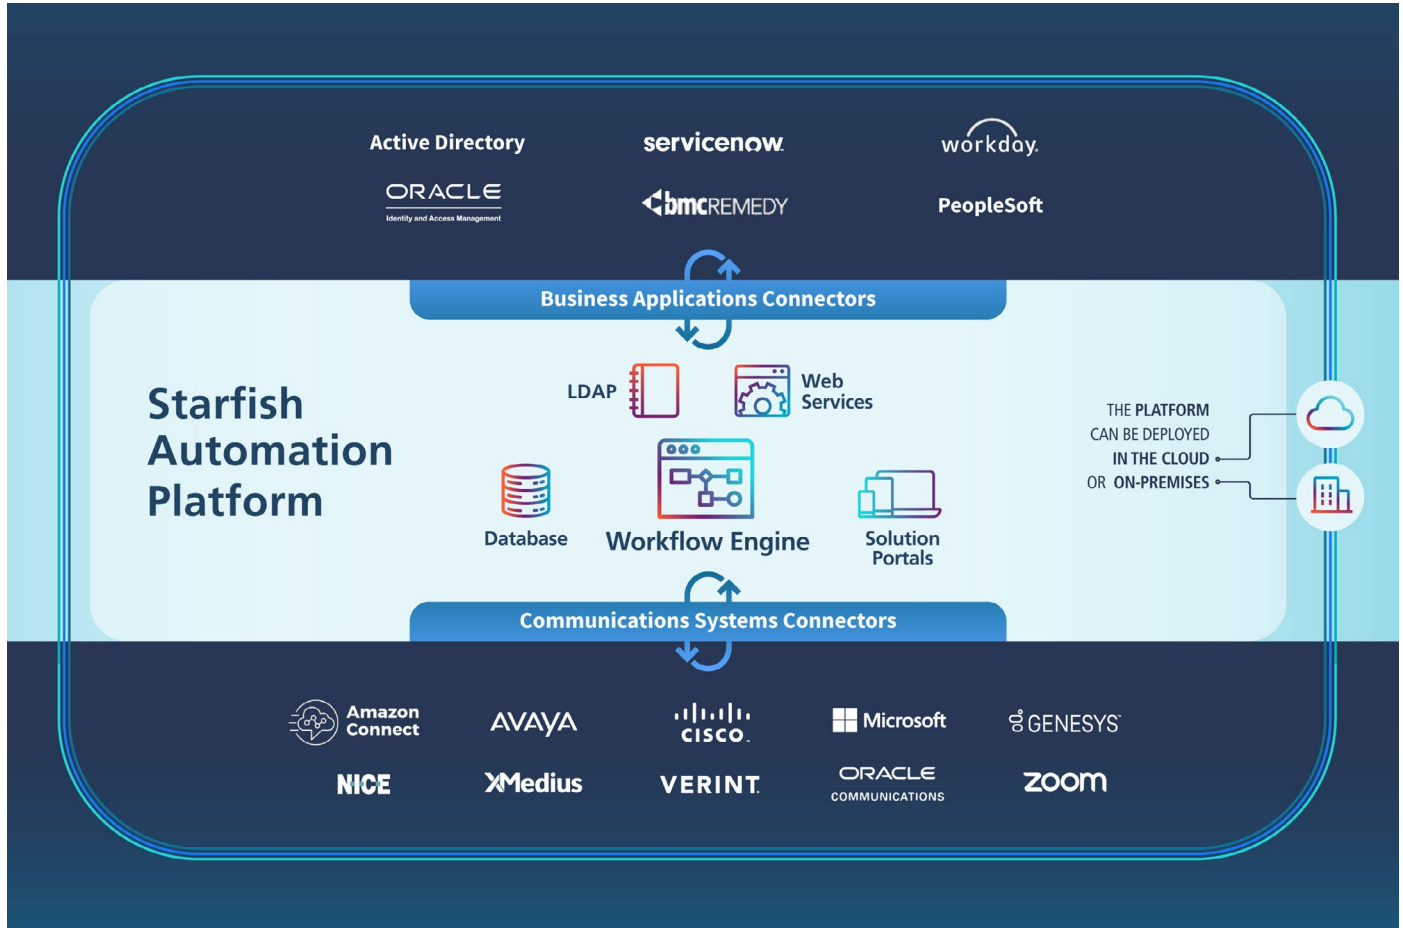 Active Directory
servicenow.
workday.
ORACLE
Identity and Access Management
bmcREMEDY
PeopleSoft
Business Applications Connectors
LDAP
Web
Services
Starfish
Automation
Platform
THE PLATFORM
CAN BE DEPLOYED
IN THE CLOUD
OR ON-PREMISES
Database
Workflow Engine
Solution
Portals
Communications Systems Connectors
Amazon
Connect
AVAYA
CISCO
Microsoft
GENESYS™
NICE
XMedius
VERINT.
ORACLE
COMMUNICATIONS
zoom